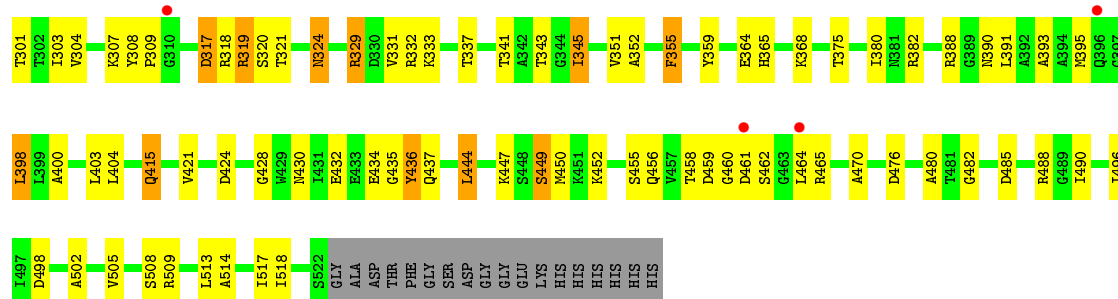 T301 T302 I303 V304 K307 Y308 P309 G310 D317 R318 R319 S320 T321 N324 R329 D330 V331 R332 K333 T337 T341 A342 T343 G344 I345 V351 A352 F355 Y359 E364 H365 K368 T375 I380 N381 R382 R388 G389 N390 L391 A392 A393 A394 M395 Q396 G397
L398 L399 A400 L403 L404 Q415 V421 D424 G428 W429 N430 I431 E432 E433 E434 G435 Y436 Q437 L444 K447 S448 S449 M450 K451 K452 S455 Q456 V457 T458 D459 G460 D461 S462 G463 L464 R465 A470 D476 A480 T481 G482 D485 R488 G489 I490 I496
I497 D498 A502 V505 S508 R509 L513 A514 I517 I518 S522 GLY ALA ASP THR PHE GLY SER ASP GLY GLY GLU LYS HIS HIS HIS HIS HIS HIS